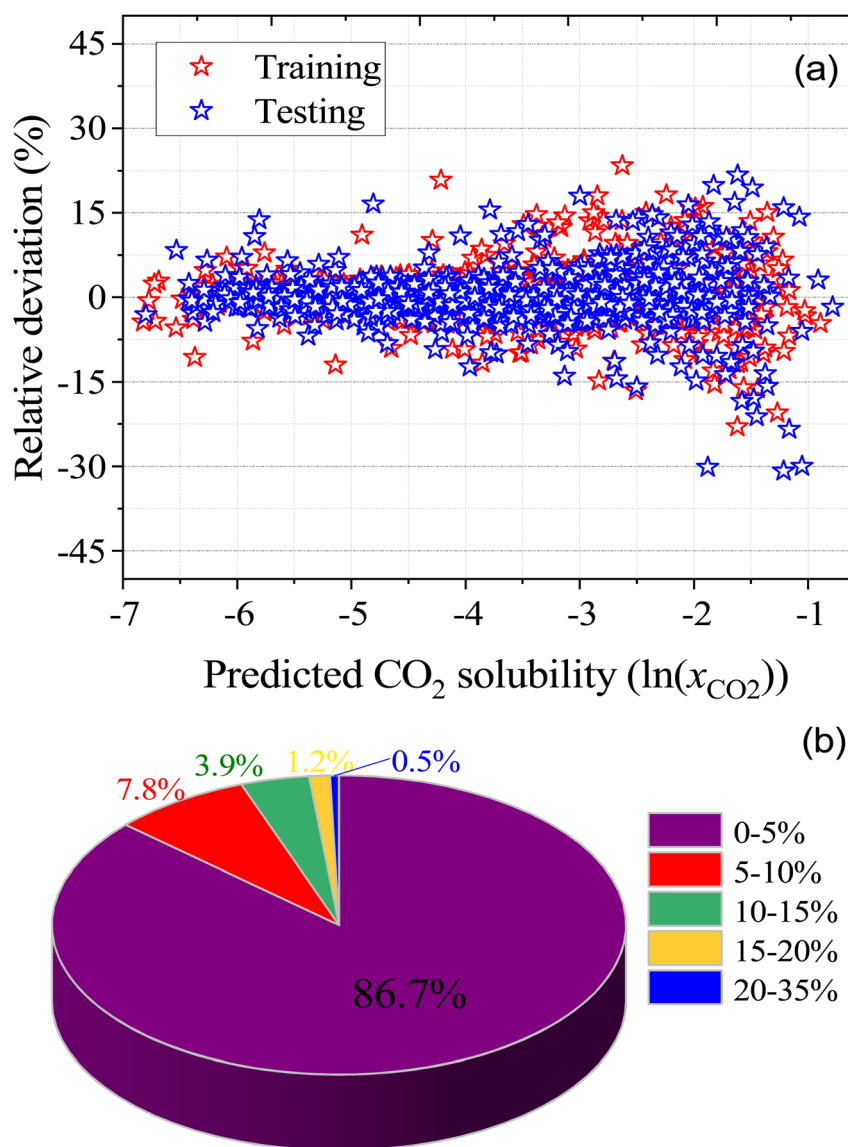 (a)
Training
Testing
Relative deviation (%)
45
30
15
0
-15
-30
-45
-7 -6 -5 -4 -3 -2 -1
Predicted CO₂ solubility (ln(x_CO2))
(b)
7.8% 3.9% 1.2% 0.5%
86.7%
0-5%
5-10%
10-15%
15-20%
20-35%